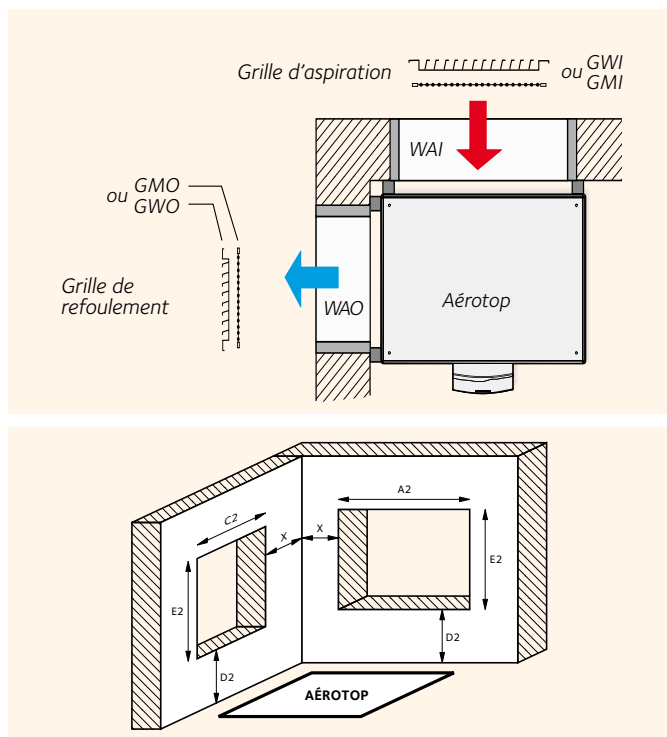 Grille d'aspiration
ou GWI
GMI
WAI
ou GMO
GWO
Grille de
refoulement
WAO
Aérotop
C2
X
X
A2
E2
E2
D2
D2
AÉROTOP